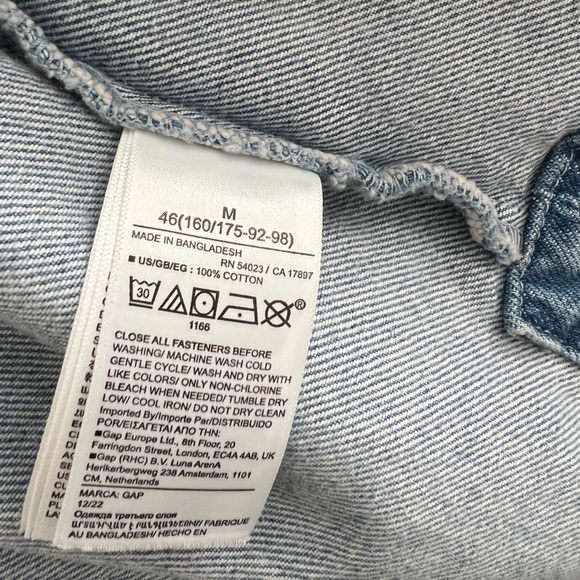 M
46(160/175-92-98)
MADE IN BANGLADESH
RN 54023 / CA 17897
■ US/GB/EG : 100% COTTON
30
®
1166
CLOSE ALL FASTENERS BEFORE
WASHING/ MACHINE WASH COLD
GENTLE CYCLE/ WASH AND DRY WITH
LIKE COLORS/ ONLY NON-CHLORINE
BLEACH WHEN NEEDED/ TUMBLE DRY
LOW/ COOL IRON/ DO NOT DRY CLEAN
Imported By/Importe Par/DISTRIBUIDO
POR/ΕΙΣΑΓΕΤΑΙ ΑΠΟ ΤΗΝ:
■Gap Europe Ltd., 8th Floor, 20
Farringdon Street, London, EC4A 4AB, UK
■Gap (RHC) B.V. Luna ArenA
Herikerbergweg 238 Amsterdam, 1101
CM, Netherlands
MARCA: GAP
12/22
Одежда третьего слоя
ԱՐՏԱԴՐՎԱԾ Է ԲԱՆԳԼԱԴԵՇՈՒՄ/ FABRIQUE
AU BANGLADESH/ HECHO EN